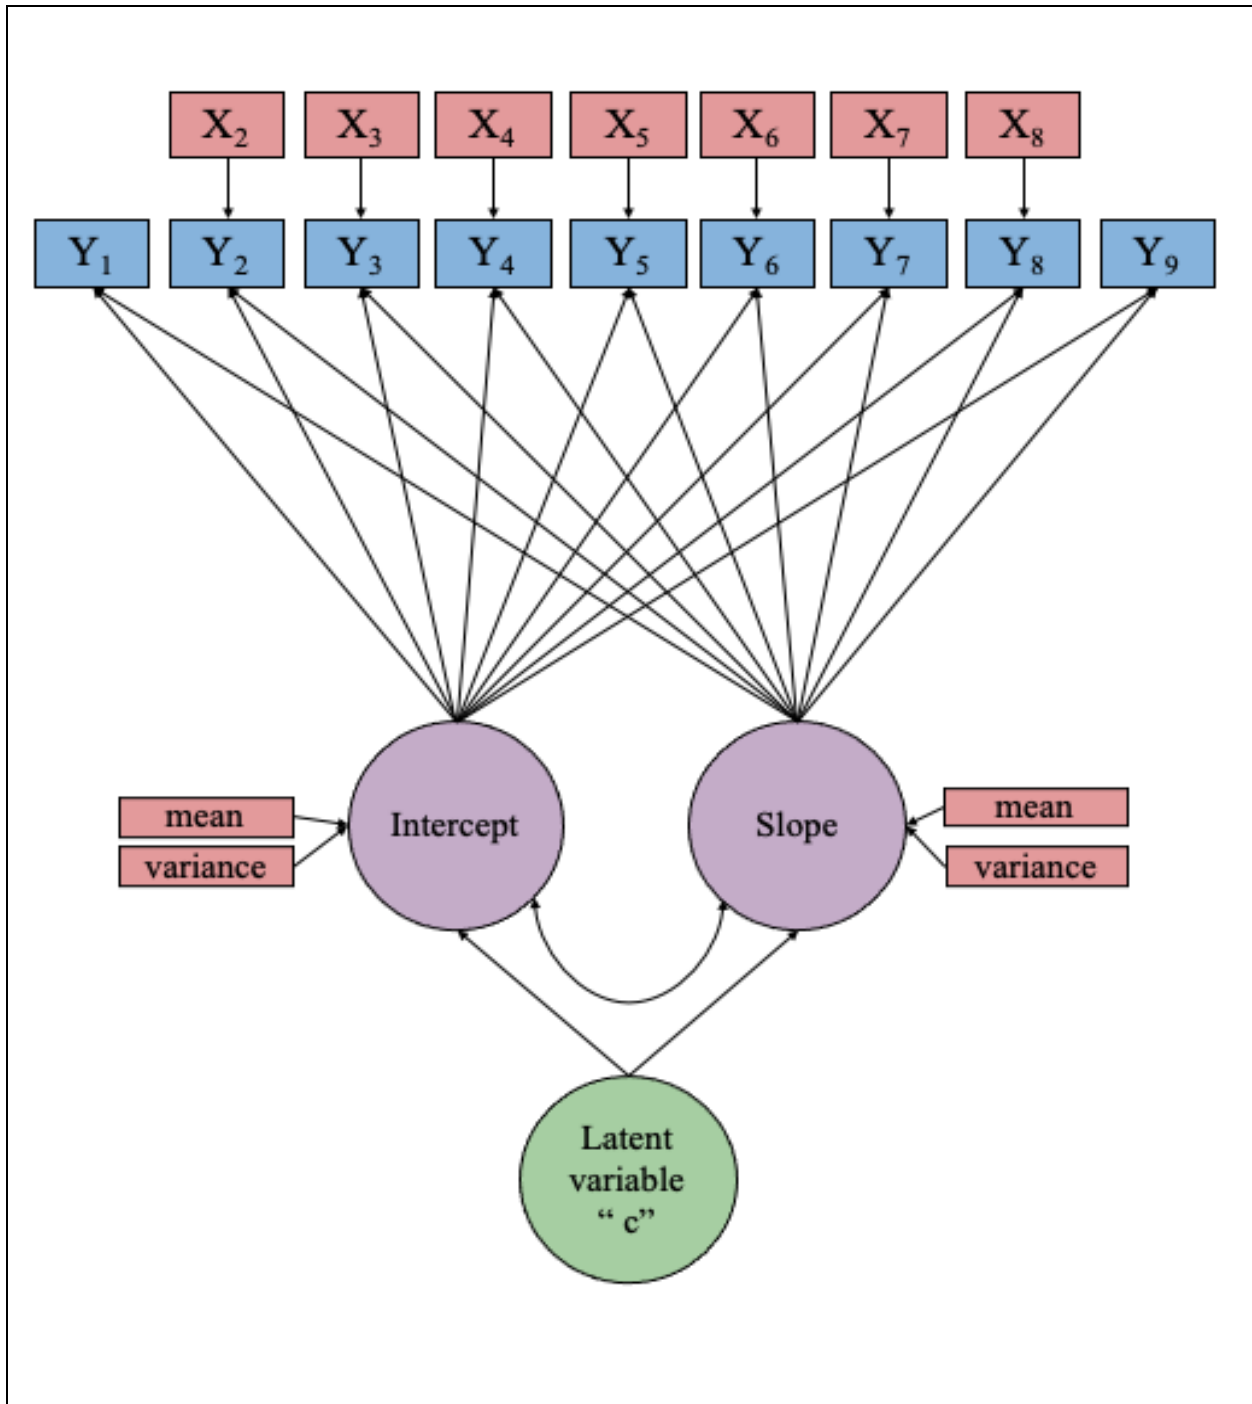 X₂ X₃ X₄ X₅ X₆ X₇ X₈
Y₁ Y₂ Y₃ Y₄ Y₅ Y₆ Y₇ Y₈ Y₉
mean
variance
Intercept
Slope
mean
variance
Latent
variable
“ c”